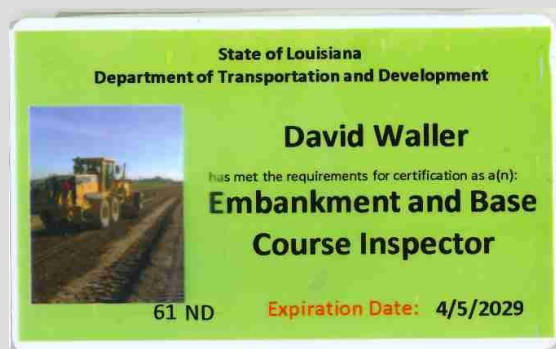 State of Louisiana
Department of Transportation and Development
David Waller
has met the requirements for certification as a(n):
Embankment and Base
Course Inspector
61 ND
Expiration Date: 4/5/2029